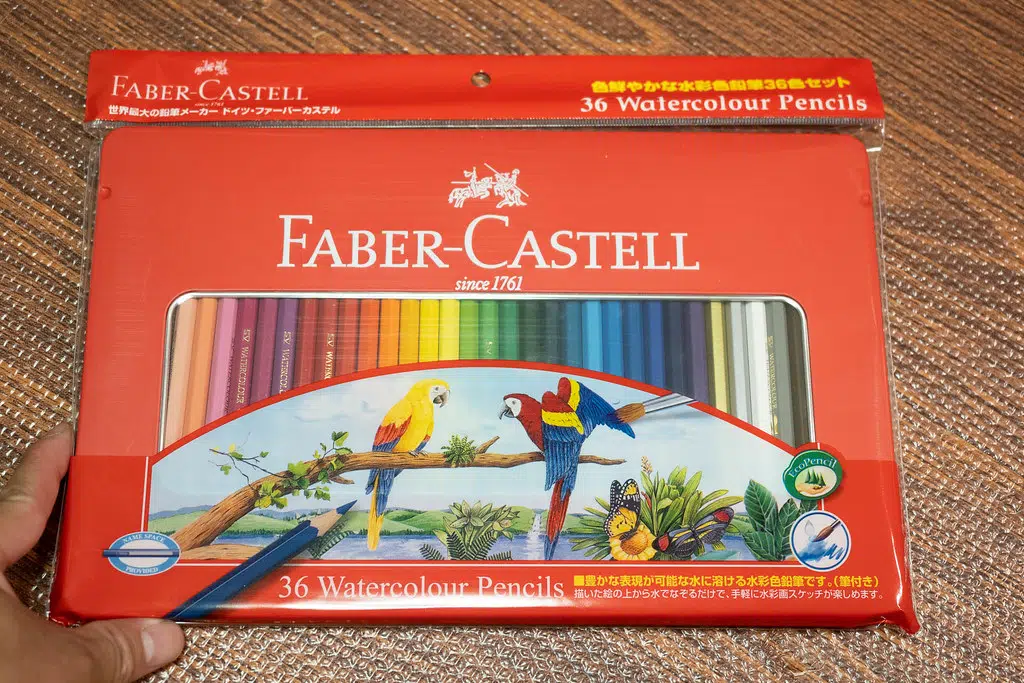 FABER-CASTELL
since 1761
世界最大の鉛筆メーカー ドイツ・ファーバーカステル
色鮮やかな水彩色鉛筆36色セット
36 Watercolour Pencils
FABER-CASTELL
since 1761
WATERCOLOUR
WATERCOLO
EcoPencil
NAME SPACE
PROVIDED
36 Watercolour Pencils
■豊かな表現が可能な水に溶ける水彩色鉛筆です。(筆付き)
描いた絵の上から水でなぞるだけで、手軽に水彩画スケッチが楽しめます。